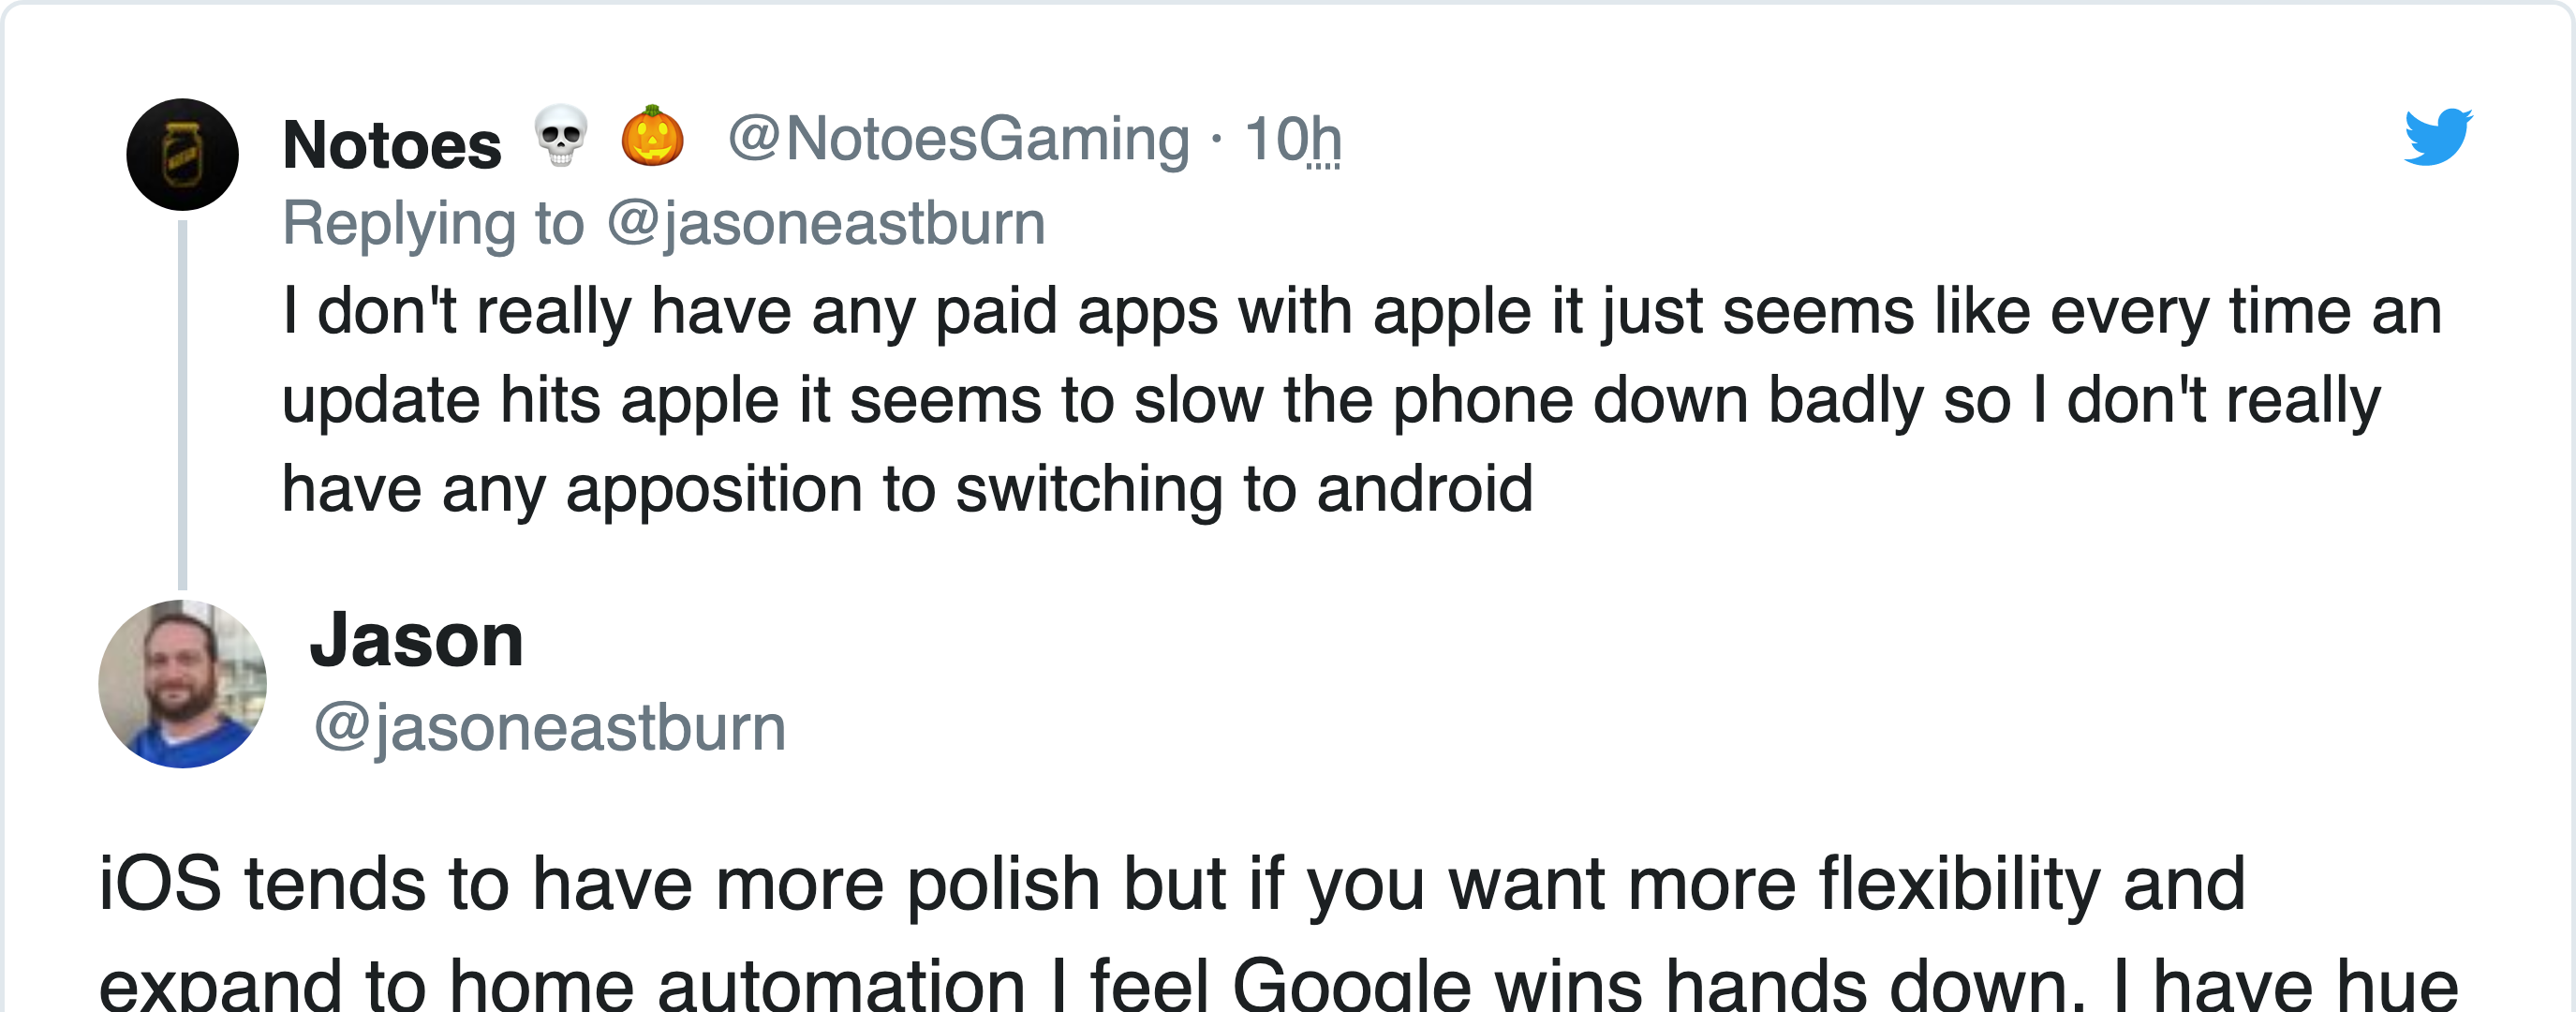 Notoes 💀 🎃 @NotoesGaming · 10h
Replying to @jasoneastburn
I don't really have any paid apps with apple it just seems like every time an
update hits apple it seems to slow the phone down badly so I don't really
have any apposition to switching to android
Jason
@jasoneastburn
iOS tends to have more polish but if you want more flexibility and
expand to home automation I feel Google wins hands down. I have hue